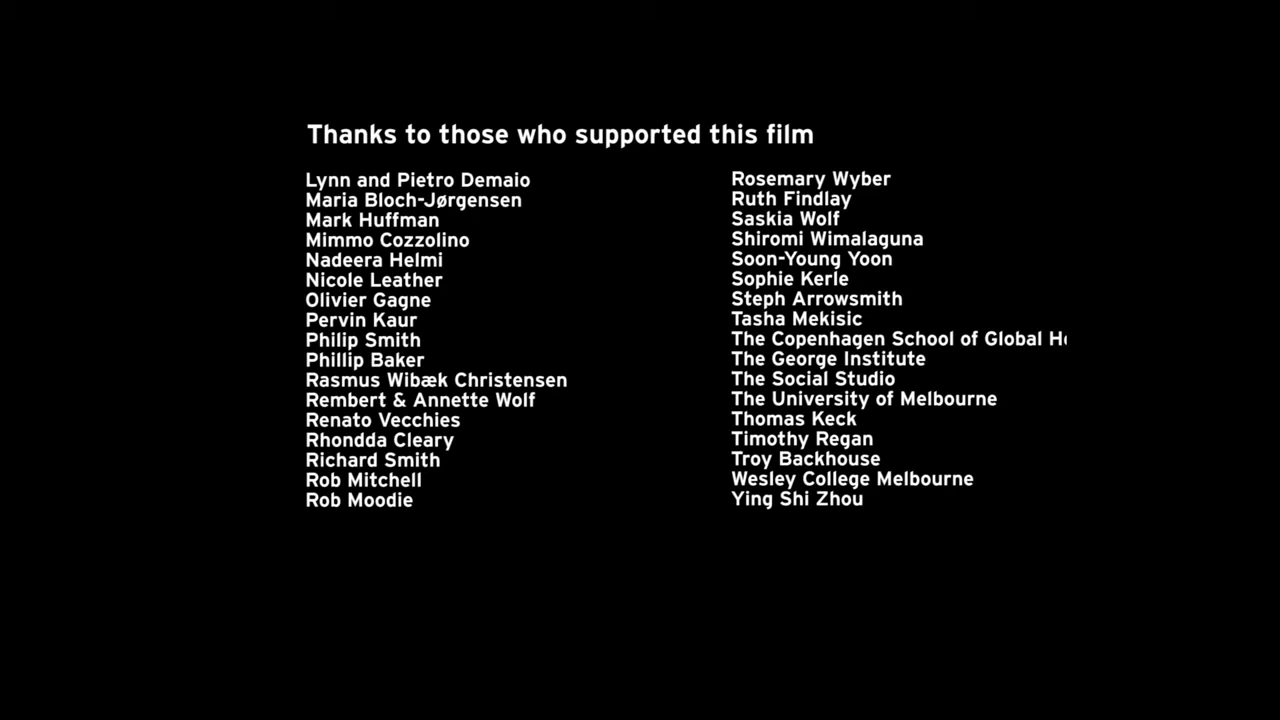 Thanks to those who supported this film
Lynn and Pietro Demaio
Maria Bloch-Jørgensen
Mark Huffman
Mimmo Cozzolino
Nadeera Helmi
Nicole Leather
Olivier Gagne
Pervin Kaur
Philip Smith
Phillip Baker
Rasmus Wibæk Christensen
Rembert & Annette Wolf
Renato Vecchies
Rhondda Cleary
Richard Smith
Rob Mitchell
Rob Moodie
Rosemary Wyber
Ruth Findlay
Saskia Wolf
Shiromi Wimalaguna
Soon-Young Yoon
Sophie Kerle
Steph Arrowsmith
Tasha Mekisic
The Copenhagen School of Global
The George Institute
The Social Studio
The University of Melbourne
Thomas Keck
Timothy Regan
Troy Backhouse
Wesley College Melbourne
Ying Shi Zhou